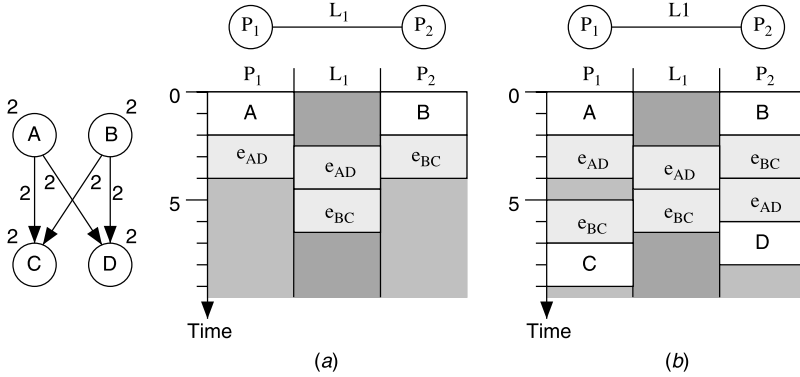 P1 L1 P2
P1 L1 P2
P1 L1 P2
P1 L1 P2
0 A B
0 A B
2 2
A B
eAD eBC
eAD eBC
eAD
eAD
2 2 2 2
5 eBC
5 eBC eAD
eBC
2 2
C D
D
C
Time
Time
(a)
(b)